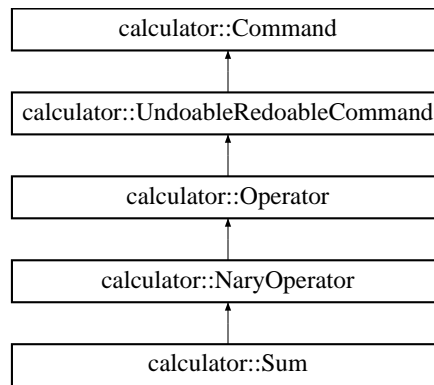 calculator::Command
calculator::UndoableRedoableCommand
calculator::Operator
calculator::NaryOperator
calculator::Sum